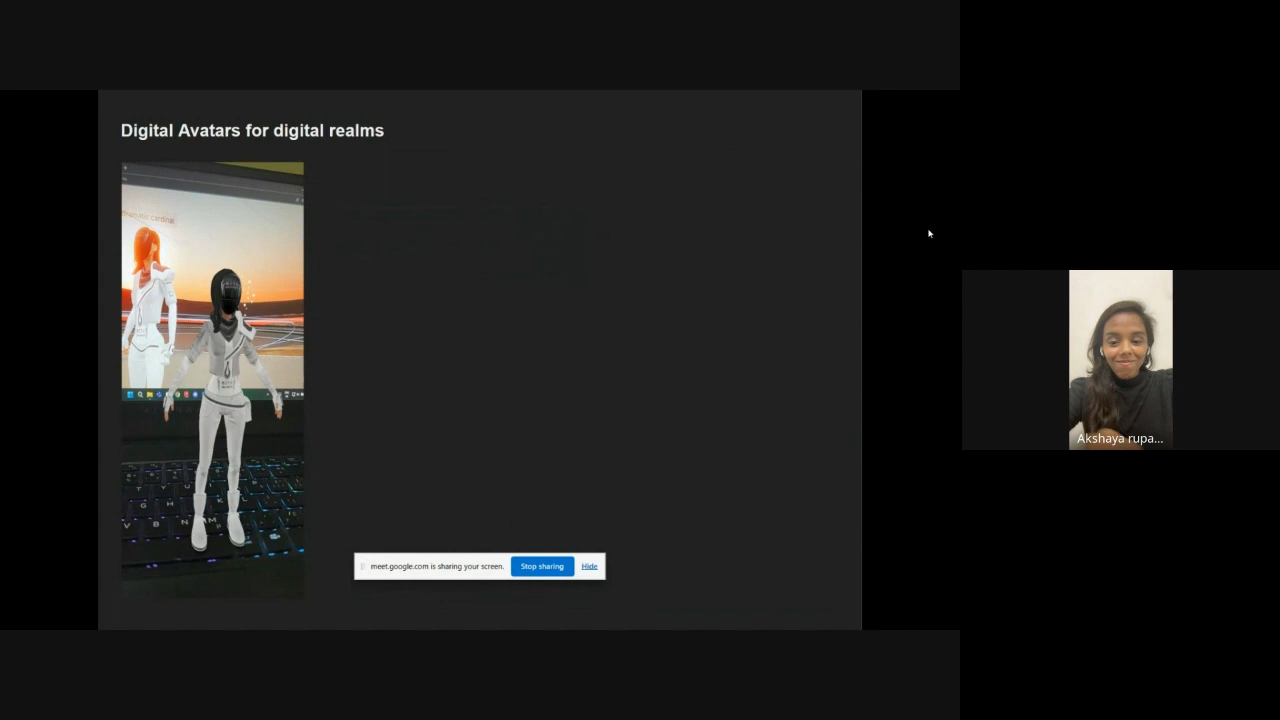 Digital Avatars for digital realms
meet.google.com is sharing your screen.
Stop sharing
Hide
Akshaya rupa...